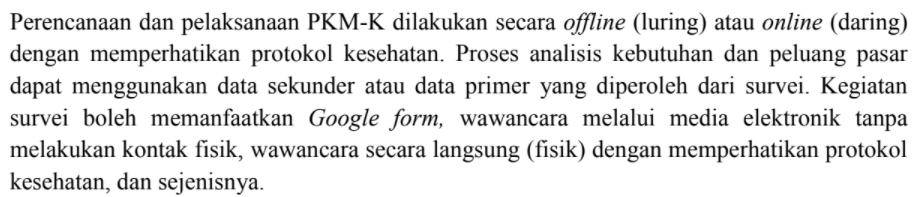 Perencanaan dan pelaksanaan PKM-K dilakukan secara offline (luring) atau online (daring)
dengan memperhatikan protokol kesehatan. Proses analisis kebutuhan dan peluang pasar
dapat menggunakan data sekunder atau data primer yang diperoleh dari survei. Kegiatan
survei boleh memanfaatkan Google form, wawancara melalui media elektronik tanpa
melakukan kontak fisik, wawancara secara langsung (fisik) dengan memperhatikan protokol
kesehatan, dan sejenisnya.